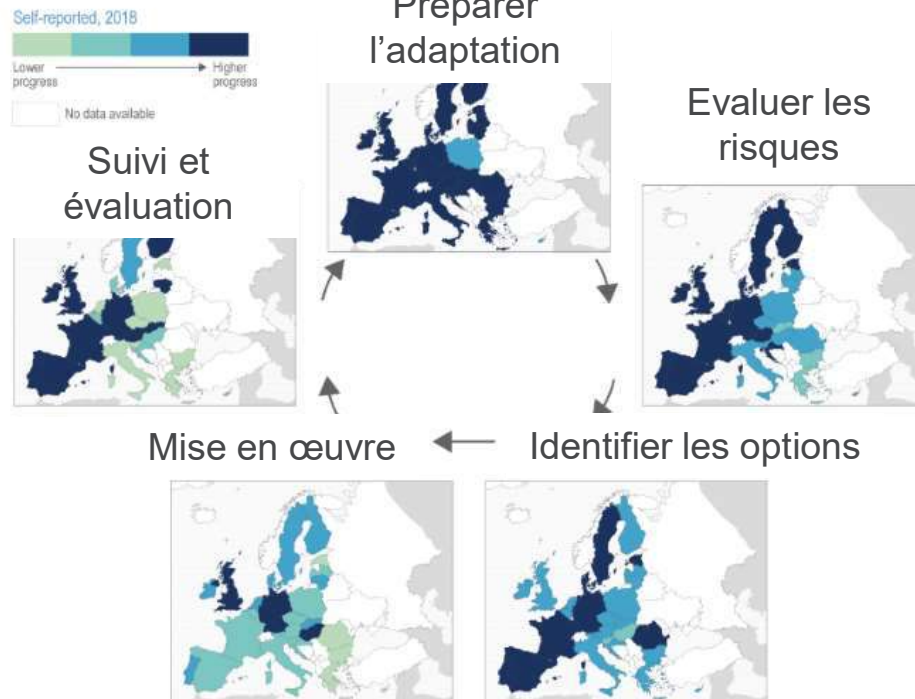 Self-reported, 2018
Lower progress
Higher progress
No data available
Préparer
l’adaptation
Evaluer les
risques
Suivi et
évaluation
Mise en œuvre
Identifier les options